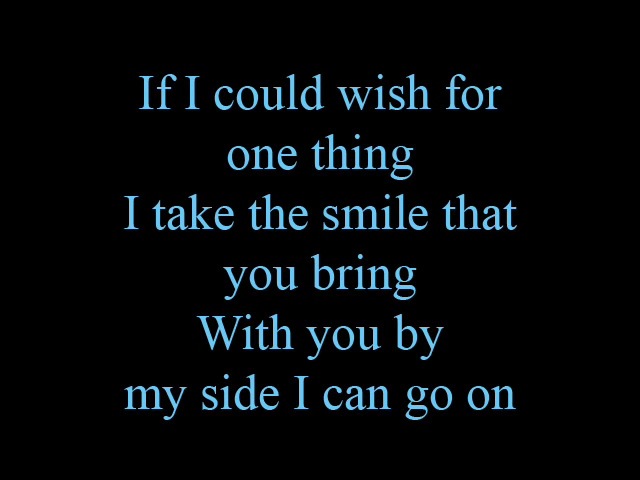 If I could wish for
one thing
I take the smile that
you bring
With you by
my side I can go on